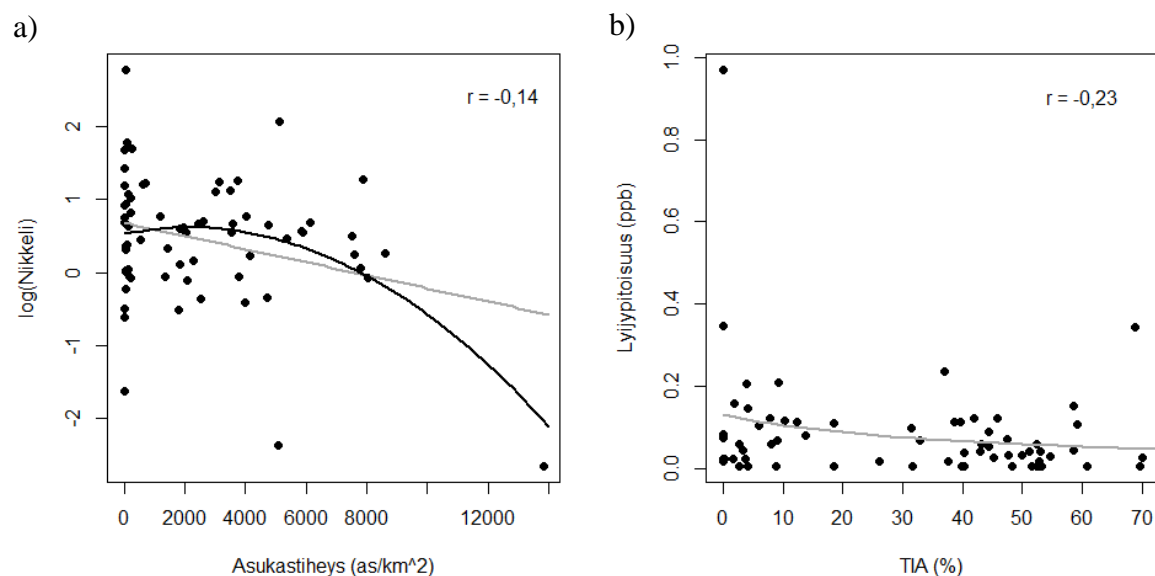 a)
r = -0,14
log(Nikkeli)
2
1
0
-1
-2
0 2000 4000 6000 8000 12000
Asukastiheys (as/km^2)
b)
r = -0,23
Lyijypitoisuus (ppb)
1.0
0.8
0.6
0.4
0.2
0.0
0 10 20 30 40 50 60 70
TIA (%)